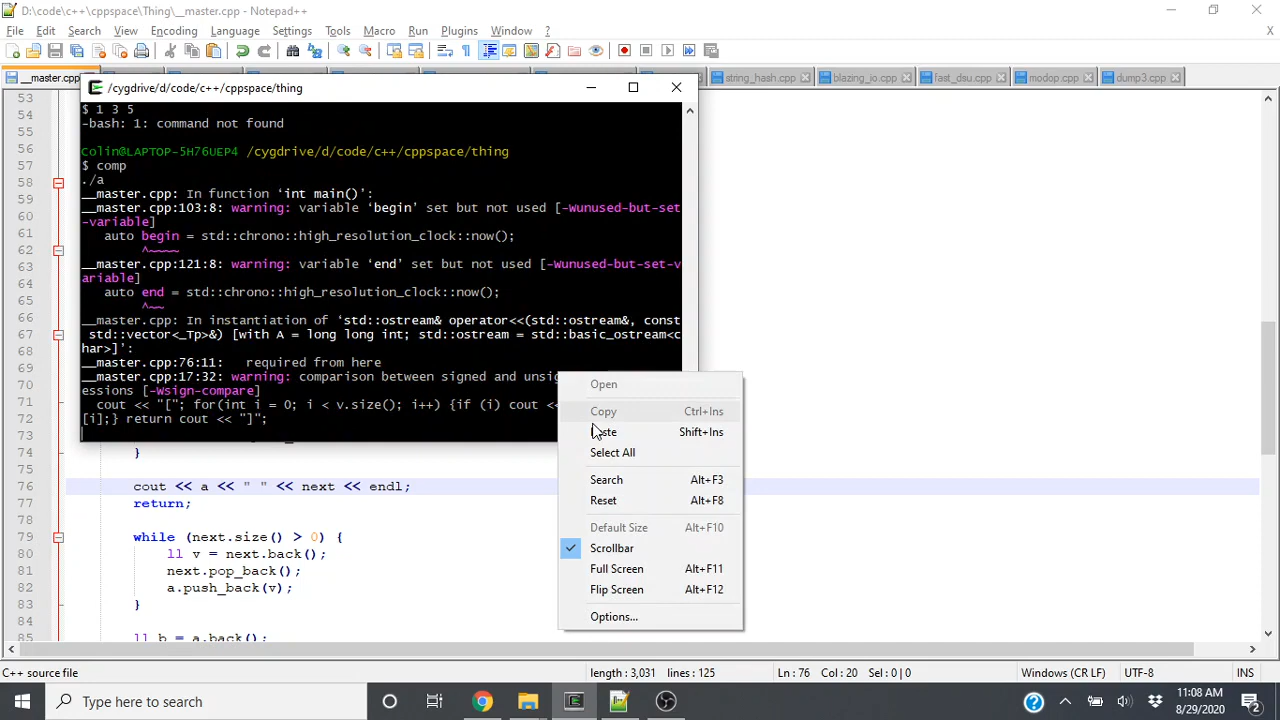 D:\code\c++\cppspace\Thing\__master.cpp - Notepad++
File Edit Search View Encoding Language Settings Tools Macro Run Plugins Window ?
__master.cpp string_hash.cpp blazing_io.cpp fast_dsu.cpp modop.cpp dump3.cpp
/cygdrive/d/code/c++/cppspace/thing
$ 1 3 5
-bash: 1: command not found
Colin@LAPTOP-5H76UEP4 /cygdrive/d/code/c++/cppspace/thing
$ comp
./a
__master.cpp: In function ‘int main()’:
__master.cpp:103:8: warning: variable ‘begin’ set but not used [-Wunused-but-set
-variable]
auto begin = std::chrono::high_resolution_clock::now();
^~~~~
__master.cpp:121:8: warning: variable ‘end’ set but not used [-Wunused-but-set-v
ariable]
auto end = std::chrono::high_resolution_clock::now();
^~~
__master.cpp: In instantiation of ‘std::ostream& operator<<(std::ostream&, const
std::vector<_Tp>&) [with A = long long int; std::ostream = std::basic_ostream<c
har>]’:
__master.cpp:76:11:   required from here
__master.cpp:17:32: warning: comparison between signed and unsig
essions [-Wsign-compare]
cout << "["; for(int i = 0; i < v.size(); i++) {if (i) cout <<
[i];} return cout << "]";
Open
Copy Ctrl+Ins
Shift+Ins
Select All
Search Alt+F3
Reset Alt+F8
Default Size Alt+F10
Scrollbar
Full Screen Alt+F11
Flip Screen Alt+F12
Options...
53
54
55
56
57
58
59
60
61
62
63
64
65
66
67
68
69
70
71
72
73
74 }
75
76 cout << a << " " << next << endl;
77 return;
78
79 while (next.size() > 0) {
80 ll v = next.back();
81 next.pop_back();
82 a.push_back(v);
83 }
84
85 ll b = a.back();
C++ source file length : 3,031 lines : 125 Ln : 76 Col : 20 Sel : 0 | 0 Windows (CR LF) UTF-8 INS
Type here to search
11:08 AM
8/29/2020
2